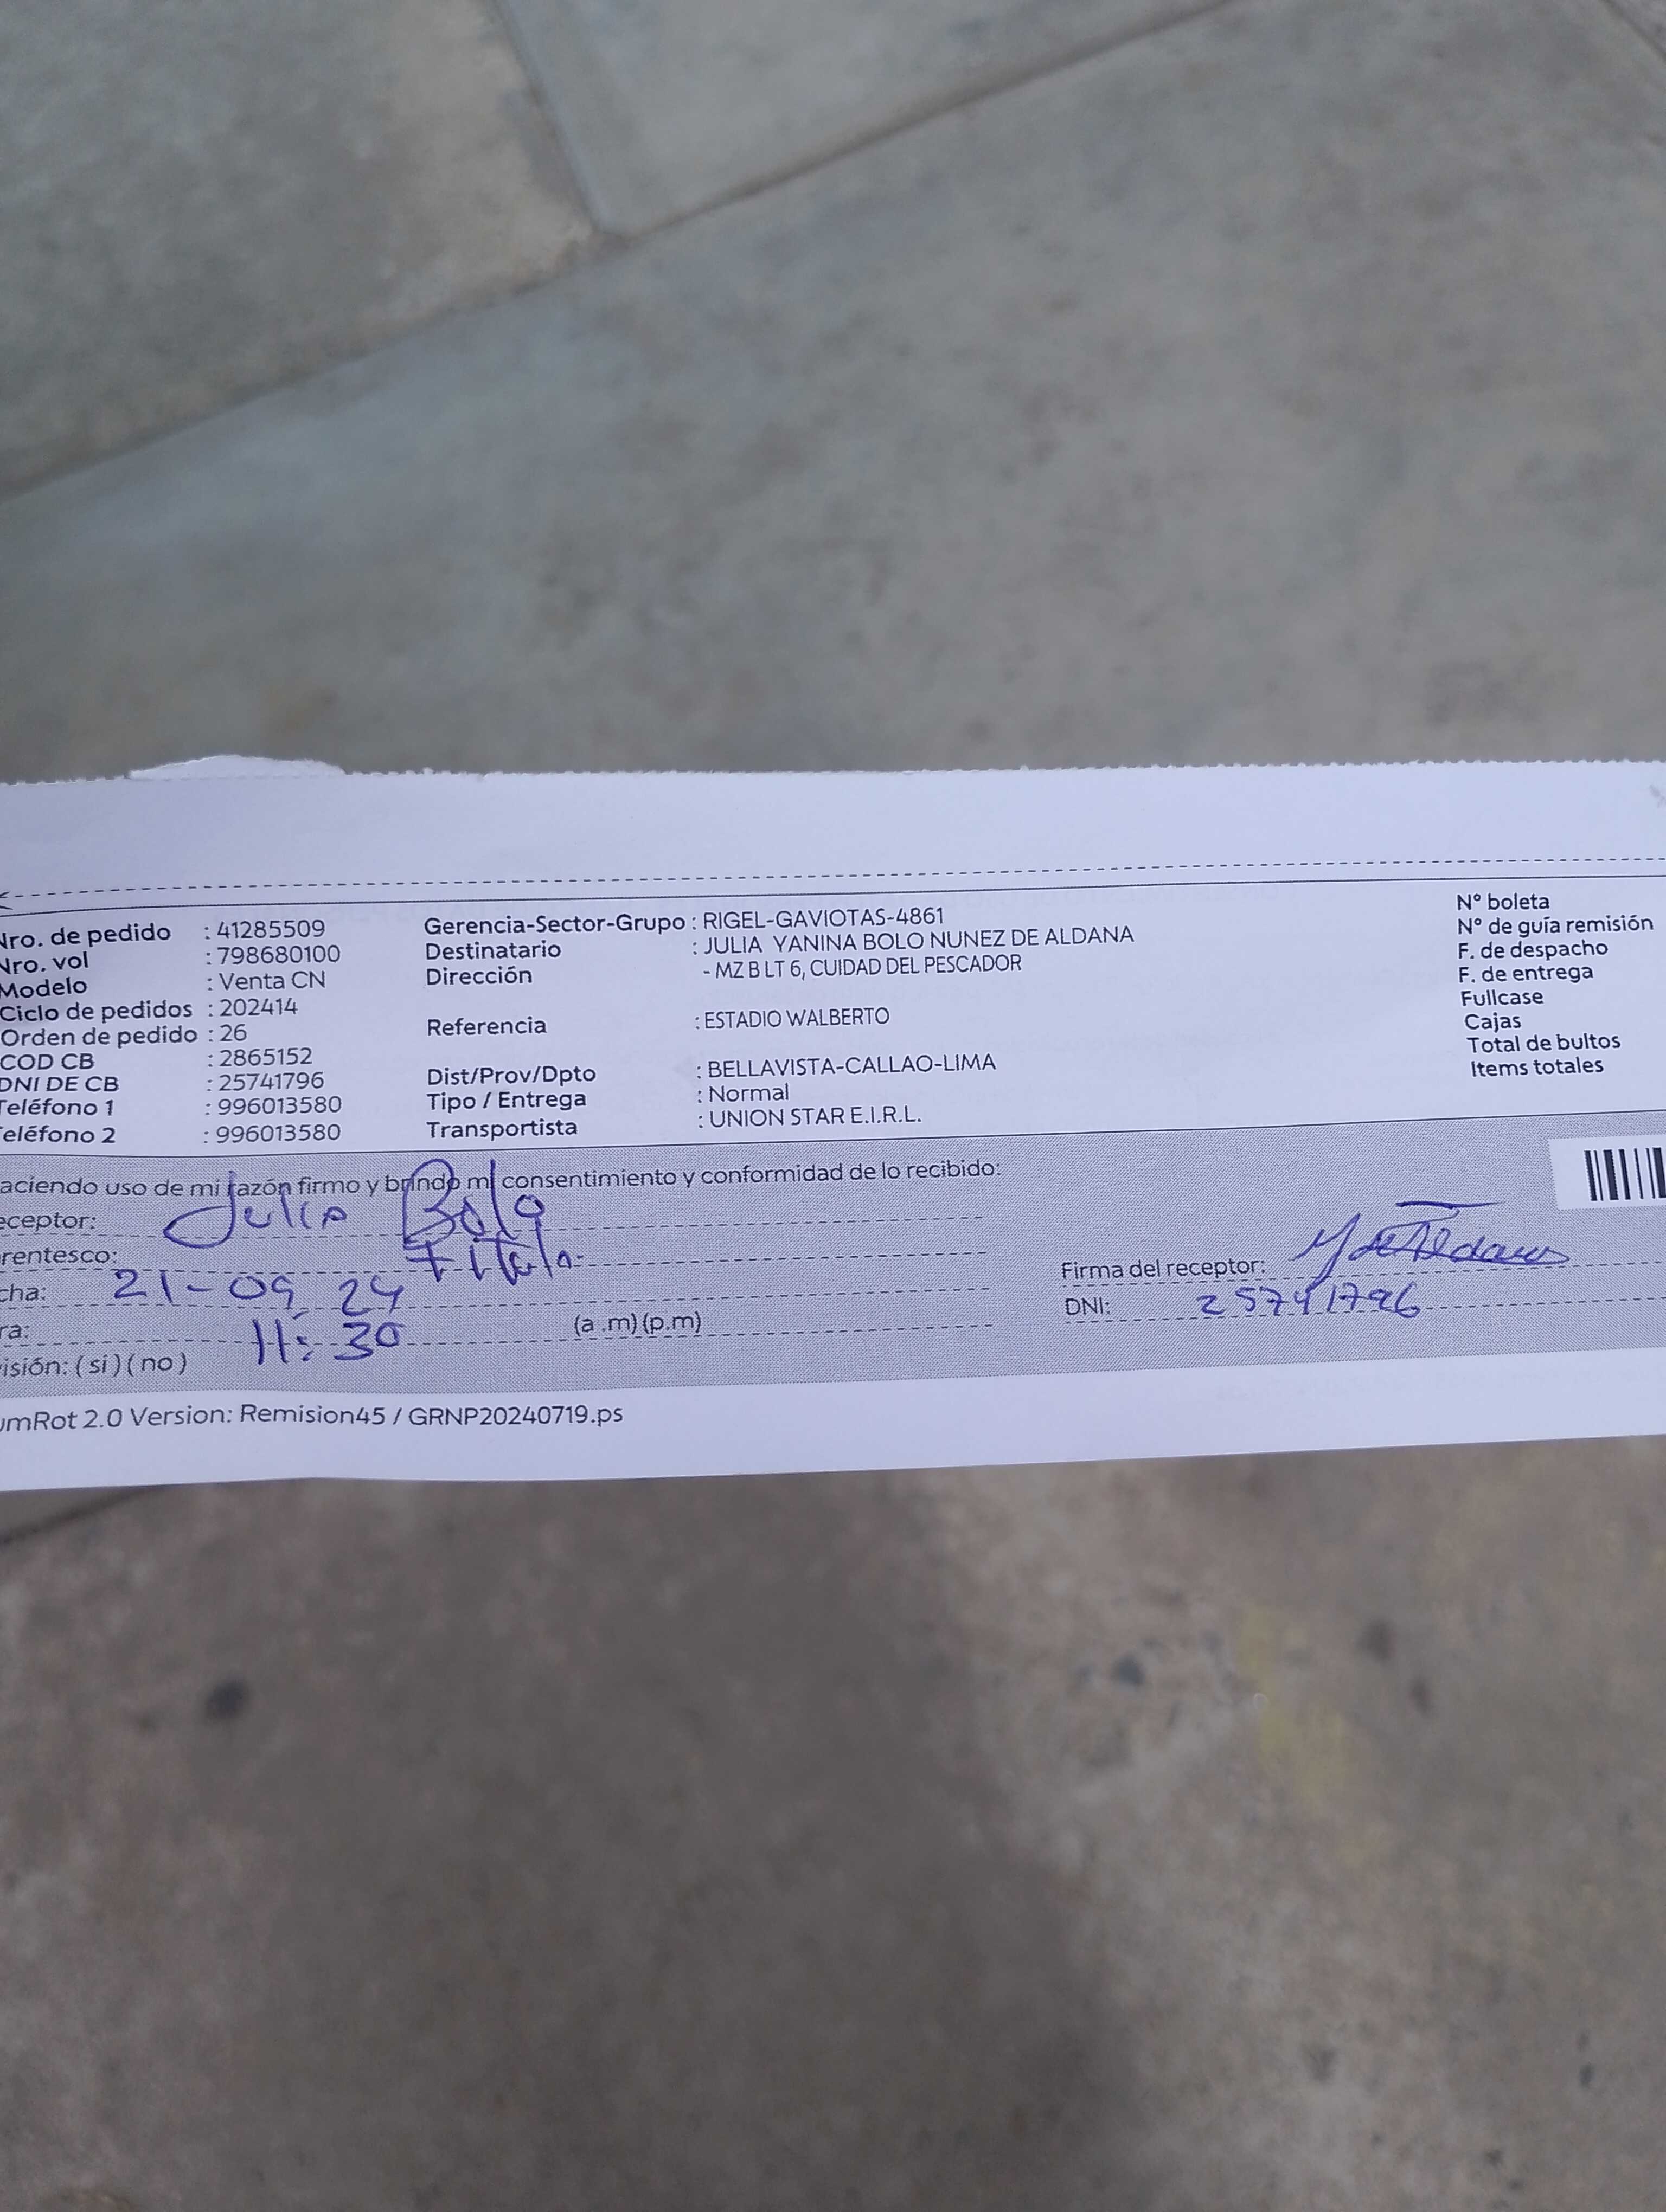 Nro. de pedido : 41285509
Nro. vol : 798680100
Modelo : Venta CN
Ciclo de pedidos : 202414
Orden de pedido : 26
COD CB : 2865152
DNI DE CB : 25741796
Teléfono 1 : 996013580
Teléfono 2 : 996013580
Gerencia-Sector-Grupo : RIGEL-GAVIOTAS-4861
Destinatario : JULIA YANINA BOLO NUNEZ DE ALDANA
Dirección - MZ B LT 6, CUIDAD DEL PESCADOR
Referencia : ESTADIO WALBERTO
Dist/Prov/Dpto : BELLAVISTA-CALLAO-LIMA
Tipo / Entrega : Normal
Transportista : UNION STAR E.I.R.L.
N° boleta
N° de guía remisión
F. de despacho
F. de entrega
Fullcase
Cajas
Total de bultos
Items totales
aciendo uso de mi razón firmo y brindo mi consentimiento y conformidad de lo recibido:
eceptor: Julia Bolo
rentesco: Titula
cha: 21-09 24
ra: 11:30 (a .m) (p.m)
isión: ( si ) ( no )
Firma del receptor:
DNI: 25741796
umRot 2.0 Version: Remision45 / GRNP20240719.ps